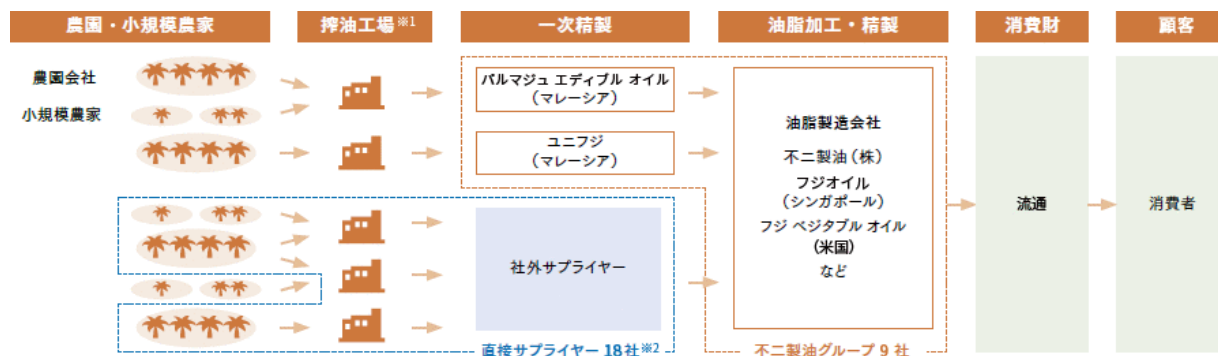 農園・小規模農家
搾油工場※1
一次精製
油脂加工・精製
消費財
顧客
農園会社
小規模農家
パルマジュ エディブル オイル
（マレーシア）
ユニフジ
（マレーシア）
社外サプライヤー
油脂製造会社
不二製油（株）
フジオイル
（シンガポール）
フジ ベジタブル オイル
（米国）
など
流通
消費者
直接サプライヤー 18社※2
不二製油グループ 9 社